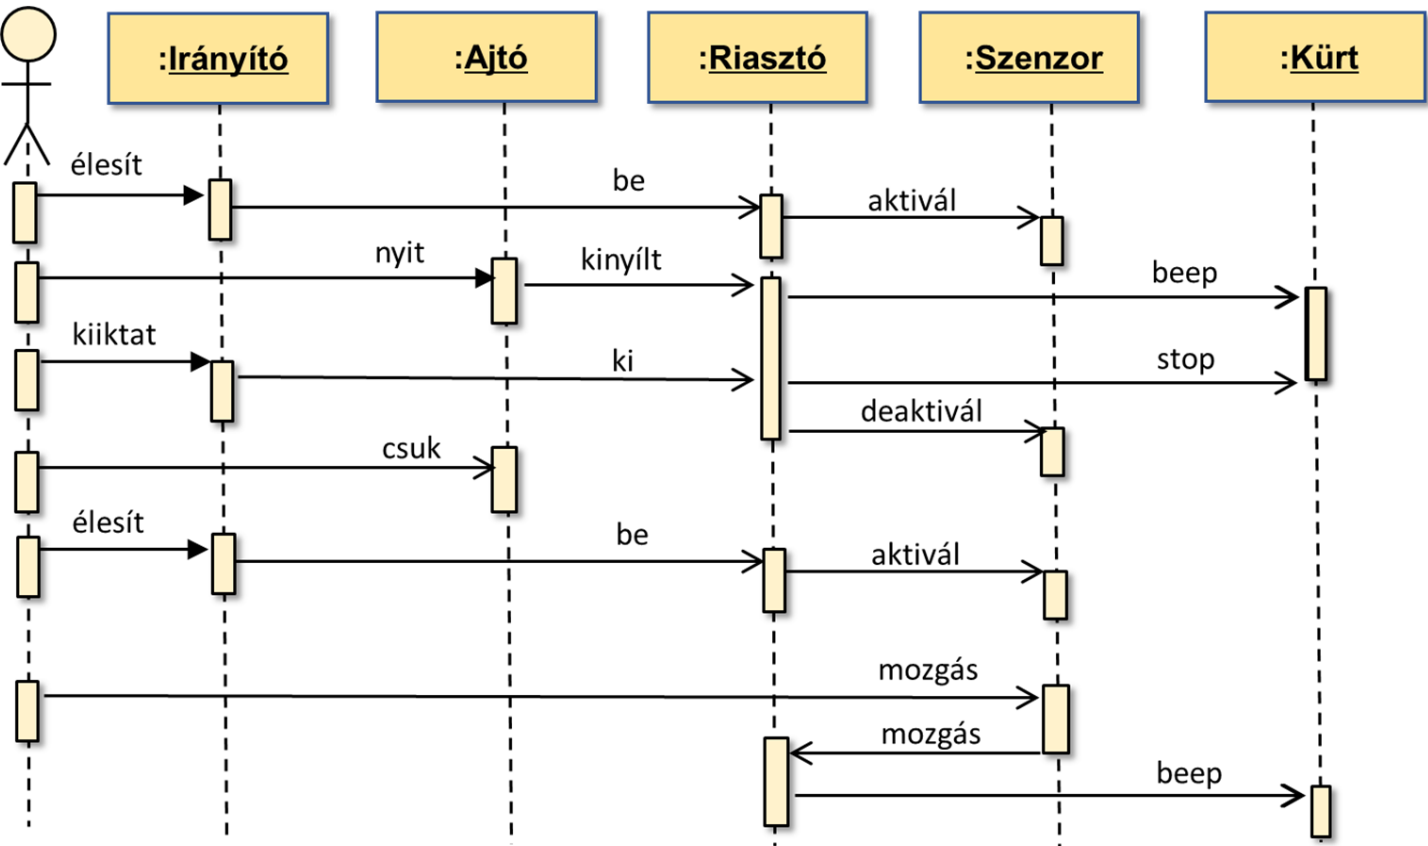 :Irányító
:Ajtó
:Riasztó
:Szenzor
:Kürt
élesít
be
aktivál
nyit
kinyílt
beep
kiiktat
ki
stop
deaktivál
csuk
élesít
be
aktivál
mozgás
mozgás
beep